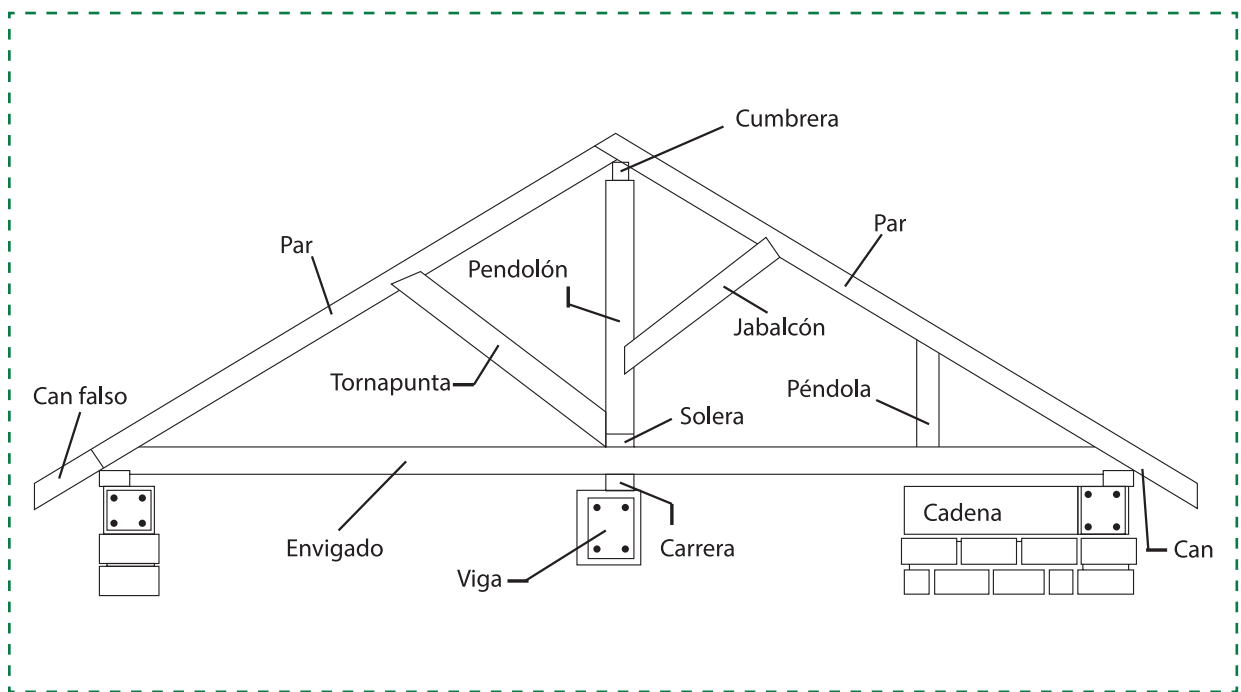 Cumbrera
Par
Par
Pendolón
Jabalcón
Tornapunta
Péndola
Can falso
Solera
Cadena
Envigado
Carrera
Can
Viga